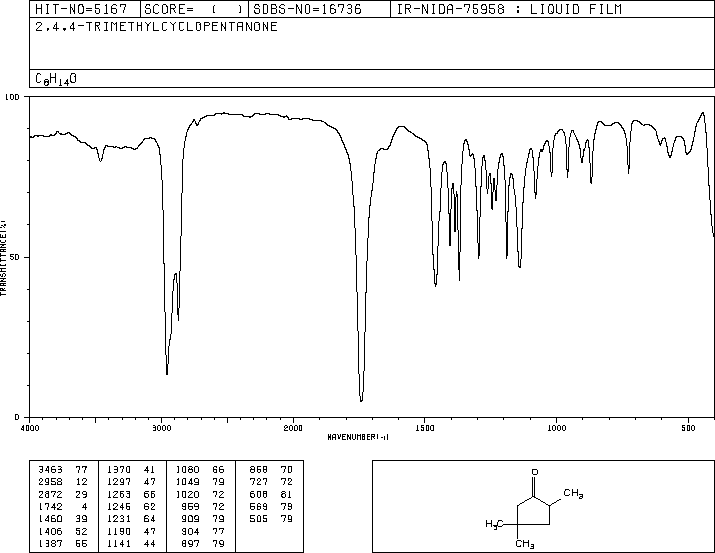 HIT-NO=5167 SCORE= ( ) SDBS-NO=16736 IR-NIDA-75958 : LIQUID FILM
2,4,4-TRIMETHYLCYCLOPENTANONE
C8H14O
100
50
0
TRANSMITTANCE(%)
4000 3000 2000 1500 1000 500
WAVENUMBER(-1)
3463 77 1370 41 1080 66 868 70
2958 12 1297 47 1049 79 727 72
2872 29 1263 66 1020 72 608 81
1742 4 1246 62 959 72 569 79
1460 39 1231 64 909 79 505 79
1406 52 1190 47 904 77
1387 66 1141 44 897 79
O
CH3
H3C
CH3